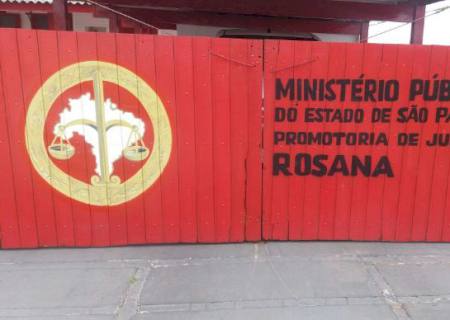 MINISTÉRIO PÚB
DO ESTADO DE SÃO PA
PROMOTORIA DE JU
ROSANA